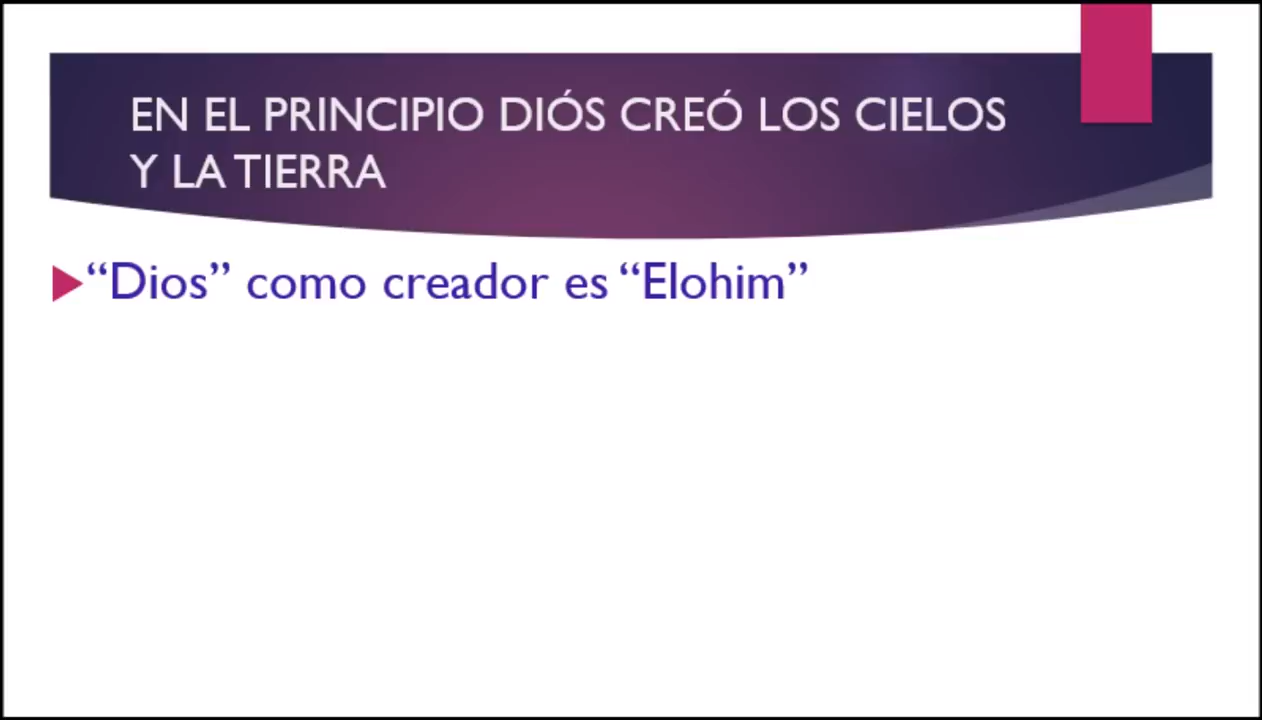 EN EL PRINCIPIO DIÓS CREÓ LOS CIELOS
Y LA TIERRA
“Dios” como creador es “Elohim”